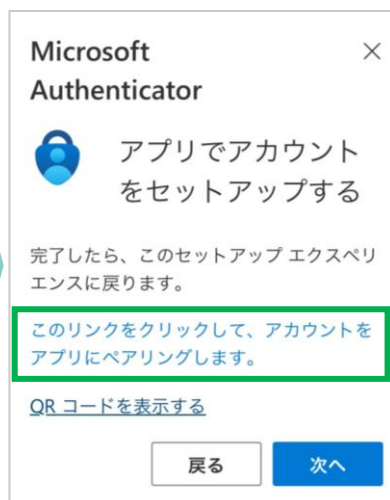 Microsoft
Authenticator
アプリでアカウント
をセットアップする
完了したら、このセットアップ エクスペリ
エンスに戻ります。
このリンクをクリックして、アカウントを
アプリにペアリングします。
QR コードを表示する
戻る
次へ